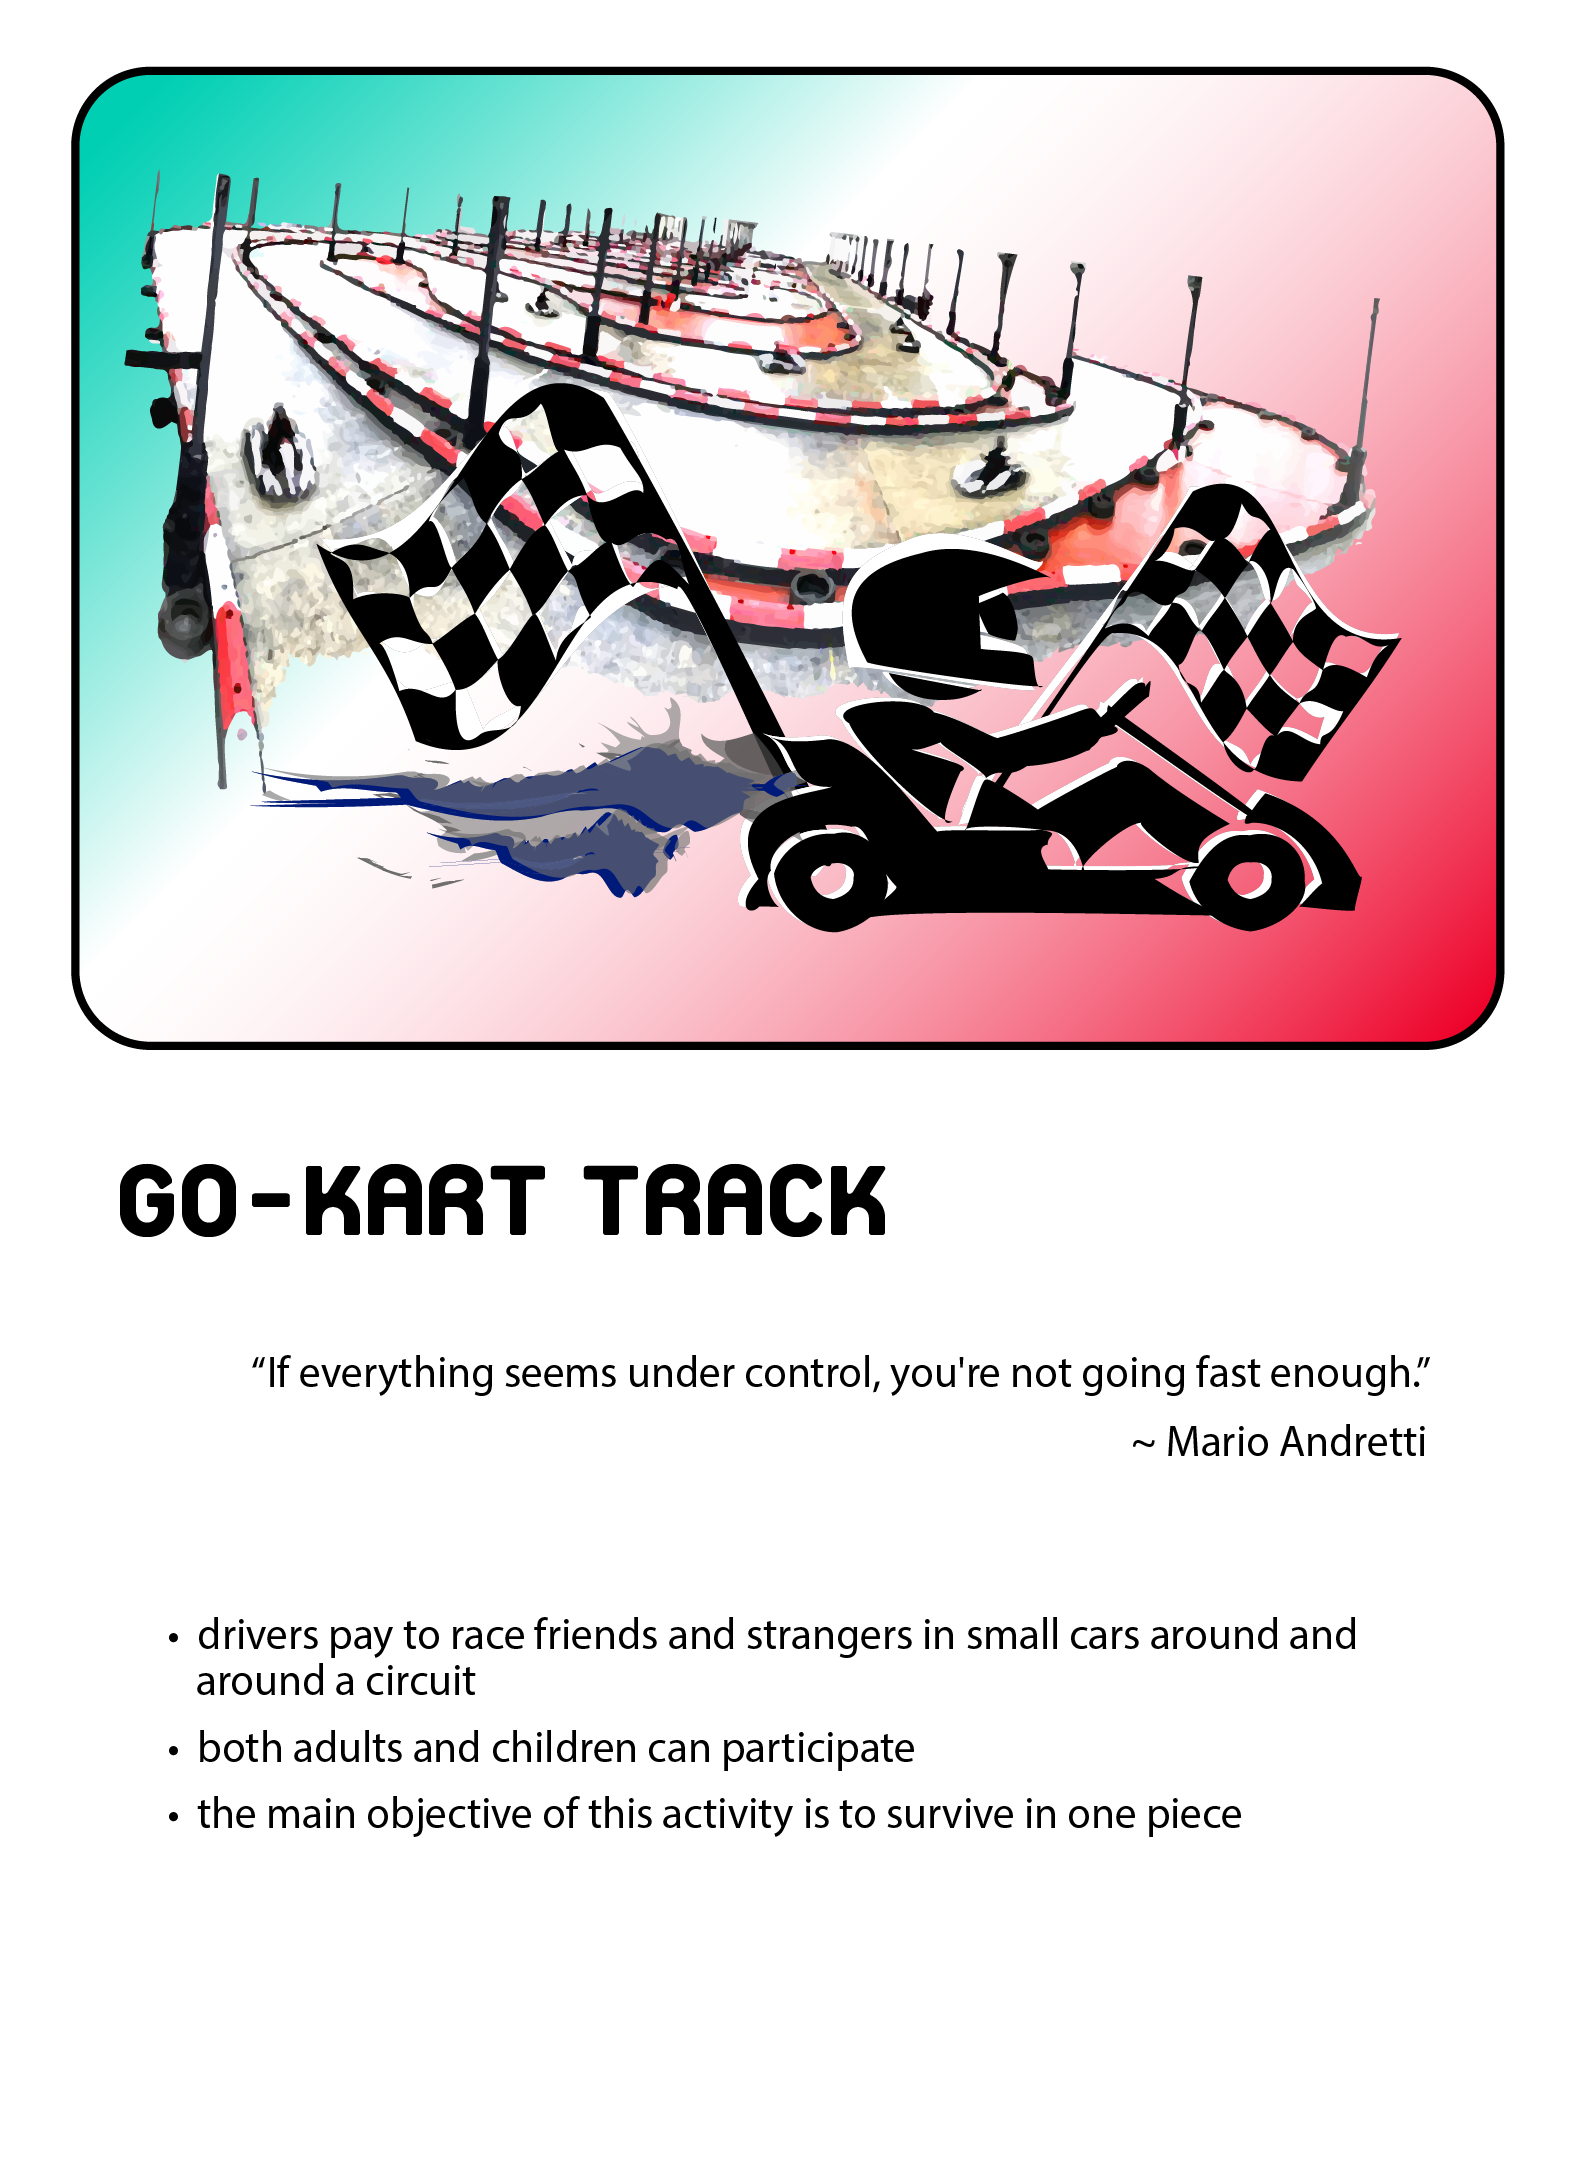 GO-KART TRACK
“If everything seems under control, you're not going fast enough.”
~ Mario Andretti
• drivers pay to race friends and strangers in small cars around and
around a circuit
• both adults and children can participate
• the main objective of this activity is to survive in one piece